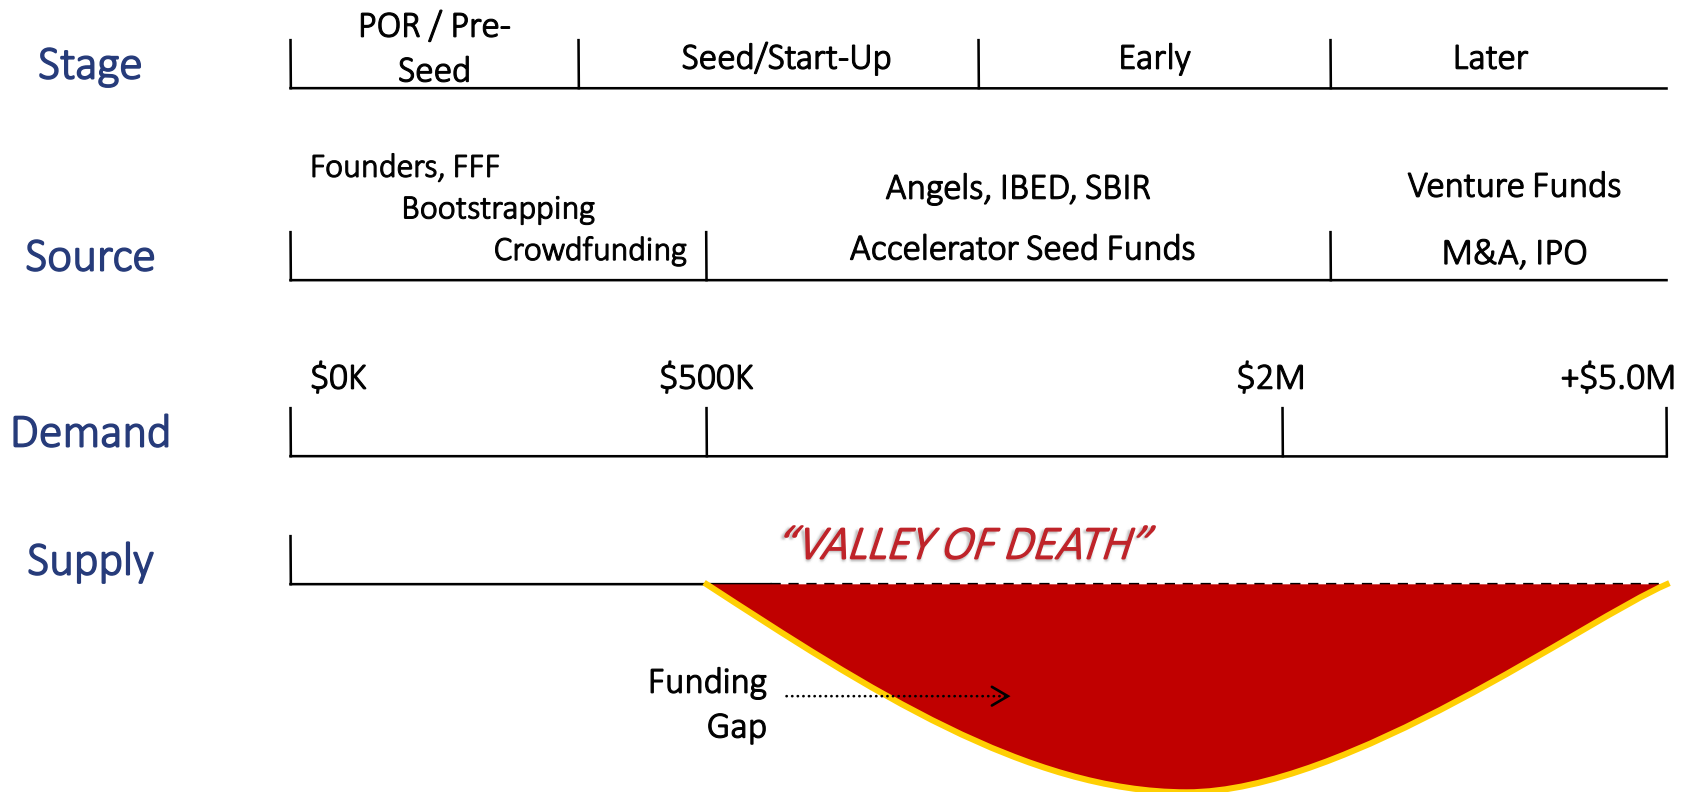 Stage
POR / Pre-
Seed
Seed/Start-Up
Early
Later
Source
Founders, FFF
Bootstrapping
Crowdfunding
Angels, IBED, SBIR
Accelerator Seed Funds
Venture Funds
M&A, IPO
Demand
$0K
$500K
$2M
+$5.0M
Supply
“VALLEY OF DEATH”
Funding
Gap